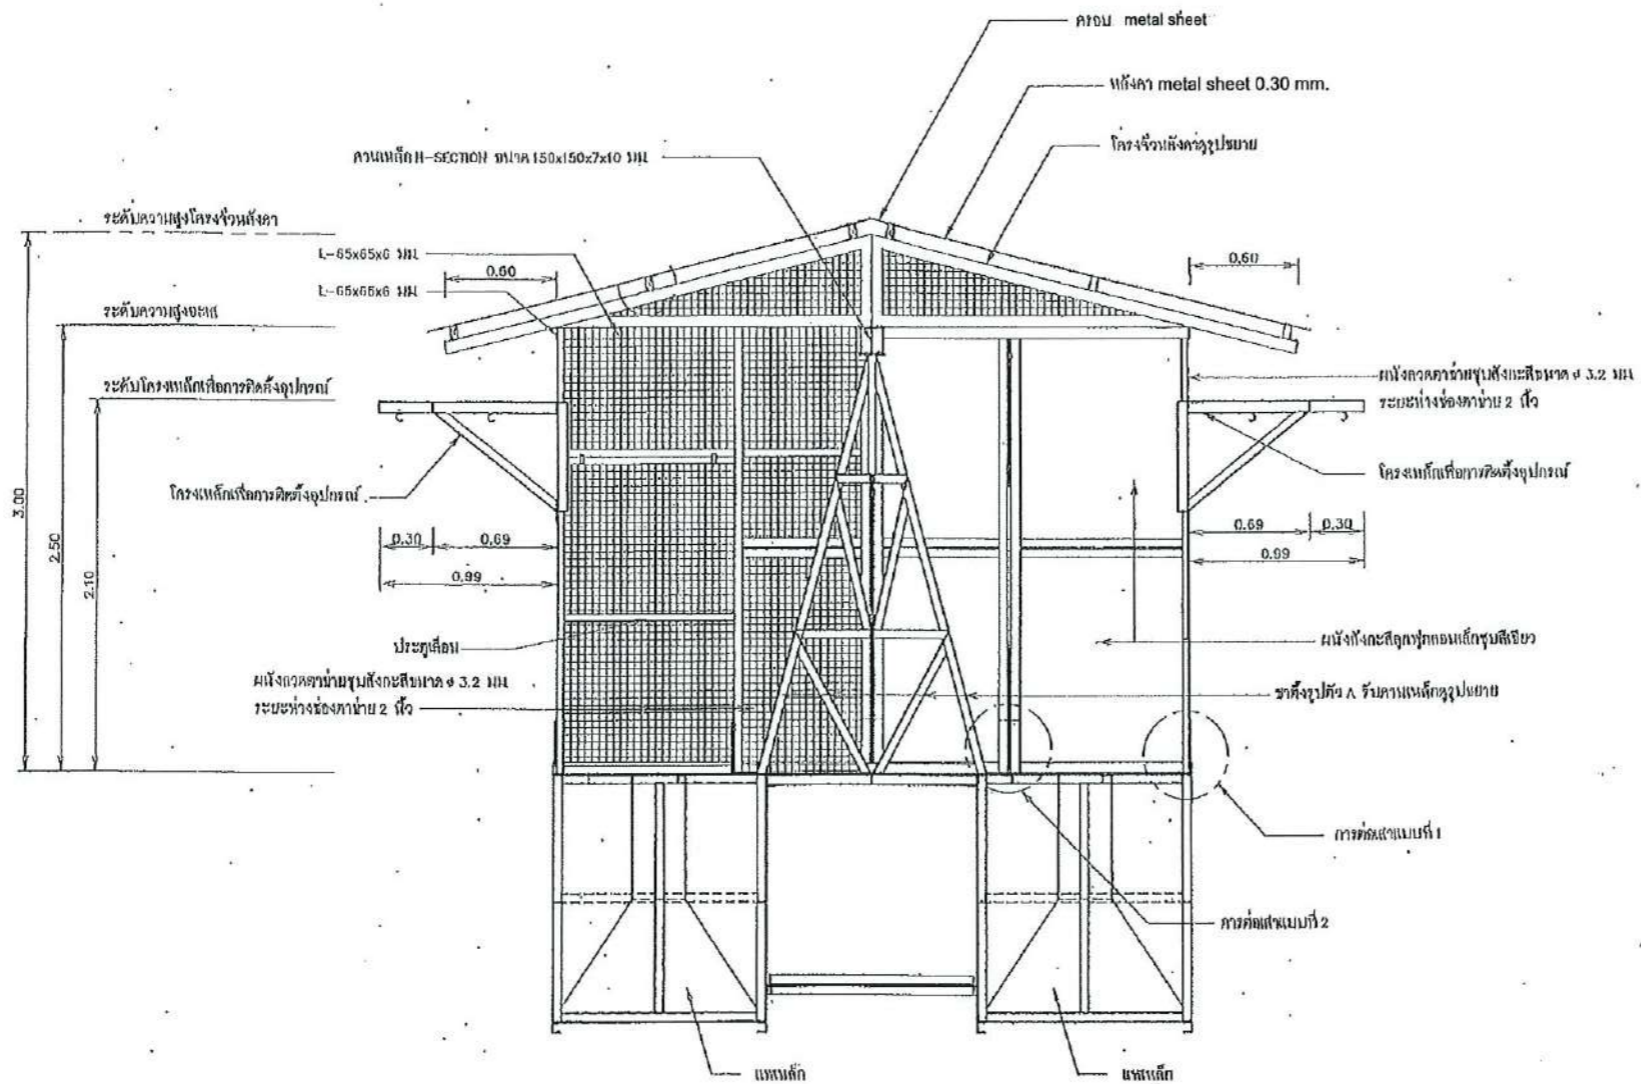 ครอบ metal sheet
หลังคา metal sheet 0.30 mm.
โครงจั่วหลังคาดูรูปขยาย
คานเหล็ก H-SECTION ขนาด 150x150x7x10 มม
ระดับความสูงโครงจั่วหลังคา
L-65x65x6 มม
0.60
0.60
L-65x65x6 มม
ระดับความสูงอะเส
ระดับโครงเหล็กเพื่อการติดตั้งอุปกรณ์
ผนังลวดตาข่ายชุบสังกะสีขนาด ø 3.2 มม
ระยะห่างช่องตาข่าย 2 นิ้ว
โครงเหล็กเพื่อการติดตั้งอุปกรณ์
โครงเหล็กเพื่อการติดตั้งอุปกรณ์
3.00
2.50
2.10
0.30
0.69
0.99
0.69
0.30
0.99
ประตูเลื่อน
ผนังสังกะสีลูกฟูกลอนเล็กชุบสีเขียว
ผนังลวดตาข่ายชุบสังกะสีขนาด ø 3.2 มม
ระยะห่างช่องตาข่าย 2 นิ้ว
ขาตั้งรูปตัว A รับคานเหล็กดูรูปขยาย
การต่อเสาแบบที่ 1
การต่อเสาแบบที่ 2
แพเหล็ก
แพเหล็ก